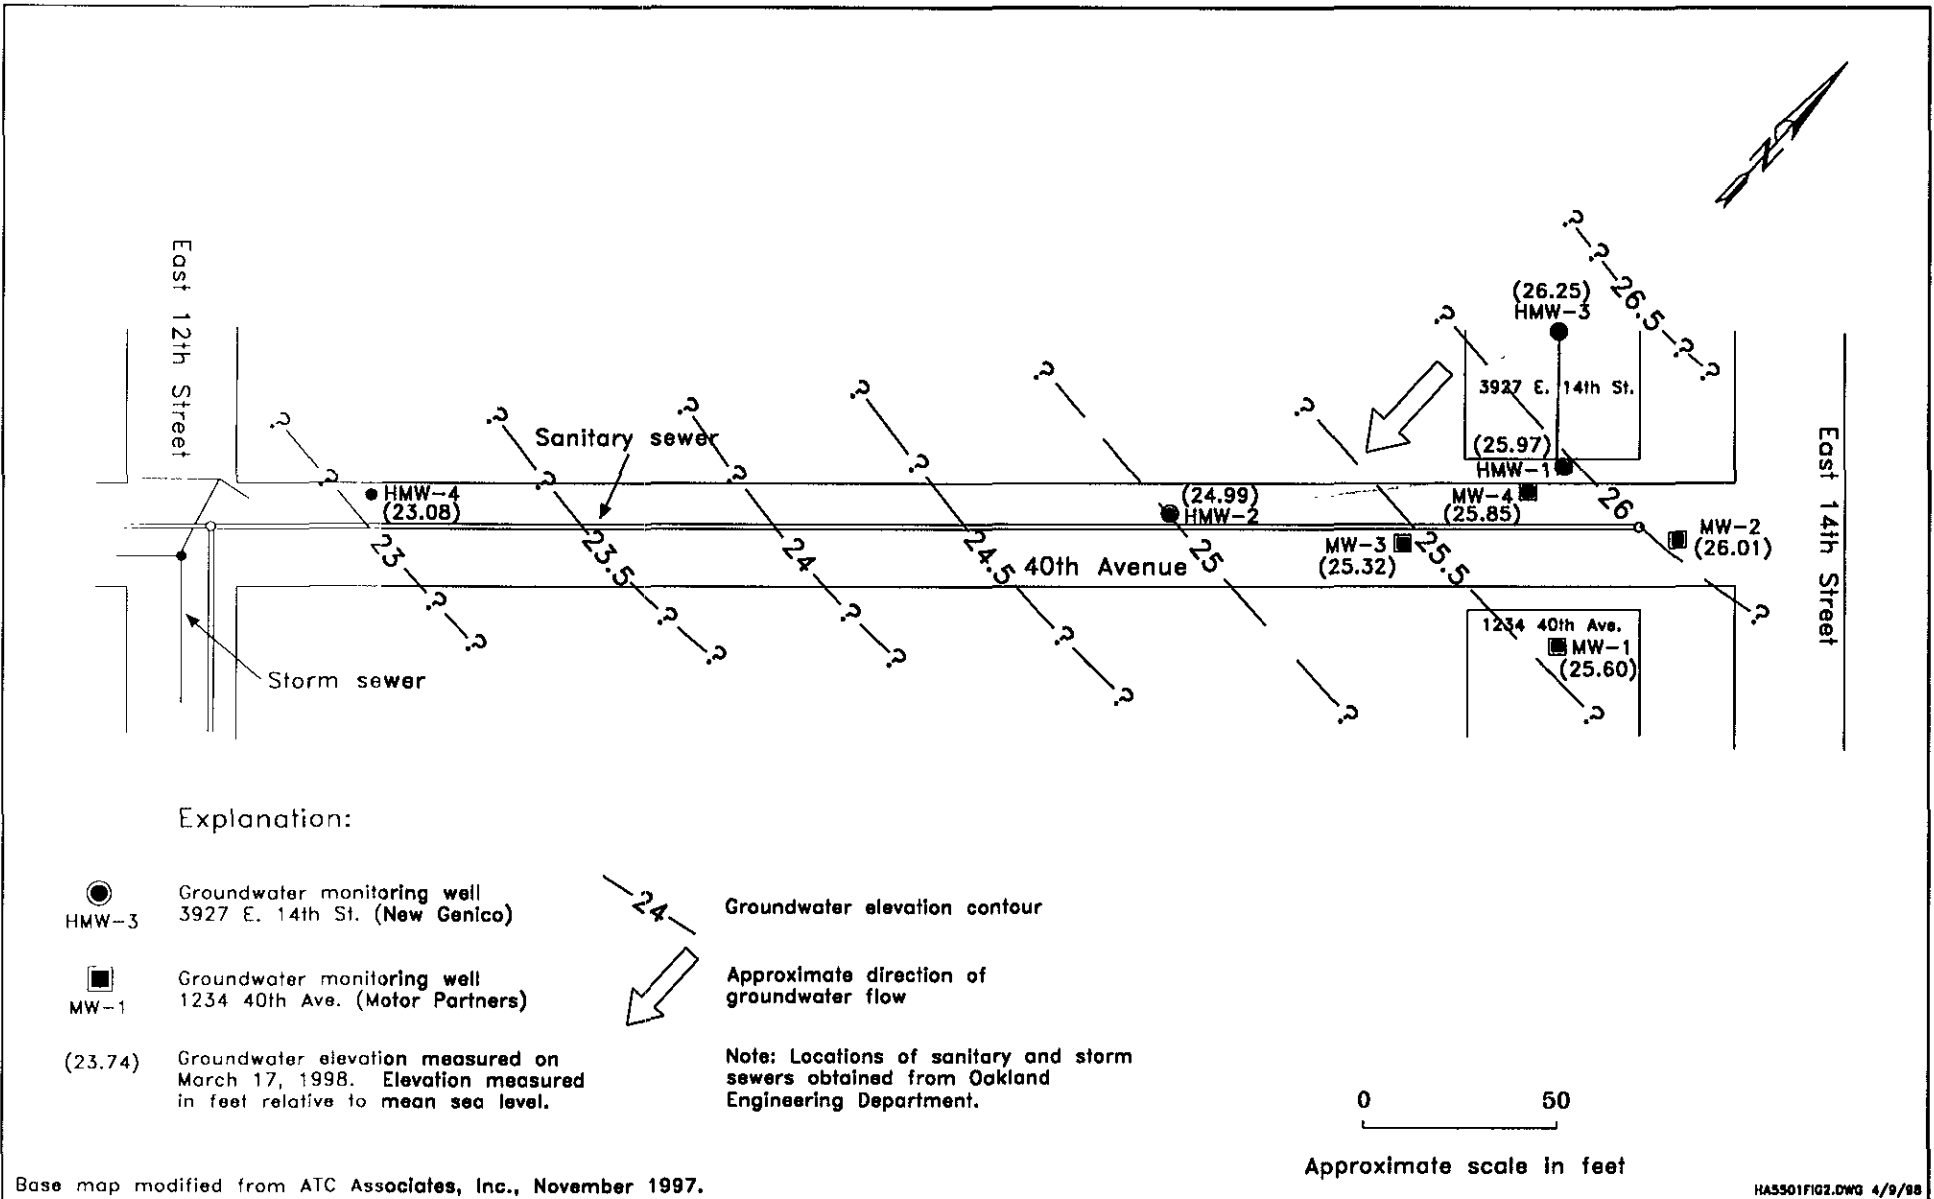 N
?
?
26.5
?
?
(26.25)
HMW-3
?
3927 E. 14th St.
East 12th Street
?
?
?
?
?
?
Sanitary sewer
?
?
?
?
?
(25.97)
HMW-1
26
East 14th Street
HMW-4
(23.08)
(24.99)
HMW-2
MW-4
(25.85)
MW-2
(26.01)
23
23.5
24
24.5
40th Avenue
25
MW-3
(25.32)
25.5
?
?
?
?
?
?
?
?
?
?
?
?
1234 40th Ave.
MW-1
(25.60)
Storm sewer
Explanation:
HMW-3
Groundwater monitoring well
3927 E. 14th St. (New Genico)
MW-1
Groundwater monitoring well
1234 40th Ave. (Motor Partners)
(23.74)
Groundwater elevation measured on
March 17, 1998. Elevation measured
in feet relative to mean sea level.
24
Groundwater elevation contour
Approximate direction of
groundwater flow
Note: Locations of sanitary and storm
sewers obtained from Oakland
Engineering Department.
0 50
Approximate scale in feet
Base map modified from ATC Associates, Inc., November 1997.
HA5501FIG2.DWG 4/9/98